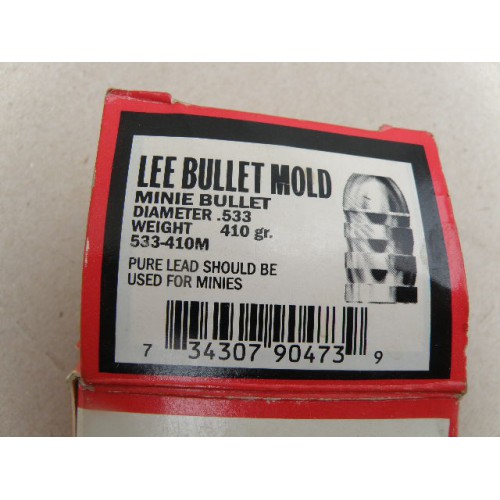 LEE BULLET MOLD
MINIE BULLET
DIAMETER .533
WEIGHT 410 gr.
533-410M
PURE LEAD SHOULD BE
USED FOR MINIES
7 34307 90473 9